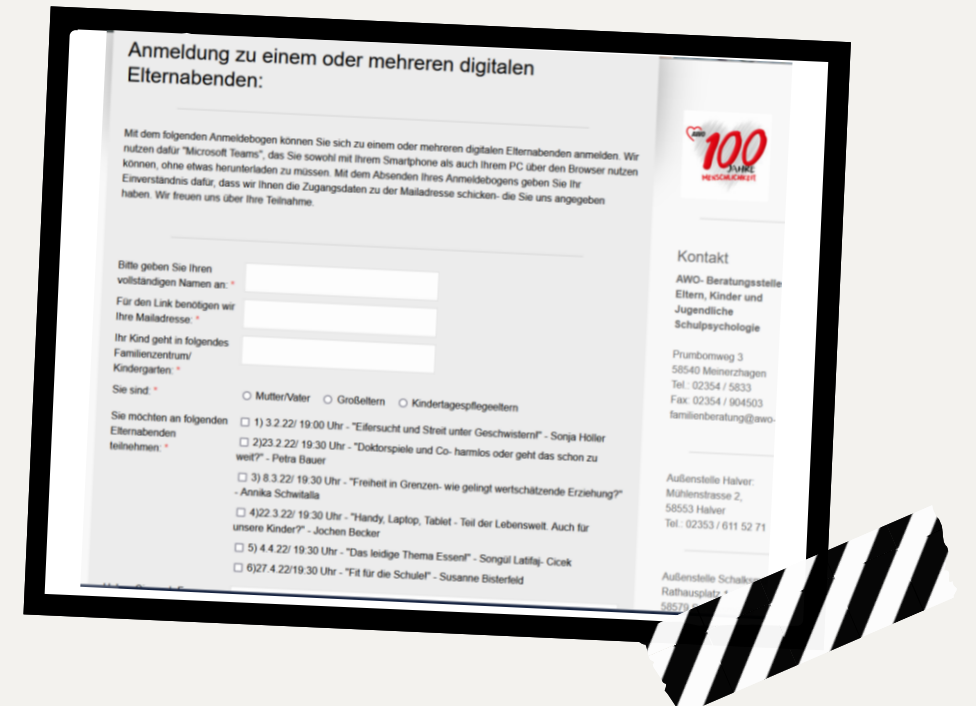 Anmeldung zu einem oder mehreren digitalen
Elternabenden:
Mit dem folgenden Anmeldebogen können Sie sich zu einem oder mehreren digitalen Elternabenden anmelden. Wir
nutzen dafür "Microsoft Teams", das Sie sowohl mit Ihrem Smartphone als auch Ihrem PC über den Browser nutzen
können, ohne etwas herunterladen zu müssen. Mit dem Absenden Ihres Anmeldebogens geben Sie Ihr
Einverständnis dafür, dass wir Ihnen die Zugangsdaten zu der Mailadresse schicken- die Sie uns angegeben
haben. Wir freuen uns über Ihre Teilnahme.
Bitte geben Sie Ihren
vollständigen Namen an: *
Für den Link benötigen wir
Ihre Mailadresse: *
Ihr Kind geht in folgendes
Familienzentrum/
Kindergarten: *
Sie sind: *
Mutter/Vater
Großeltern
Kindertagespflegeeltern
Sie möchten an folgenden
Elternabenden
teilnehmen: *
1) 3.2.22/ 19:00 Uhr - "Eifersucht und Streit unter Geschwistern!" - Sonja Höller
2)23.2.22/ 19:30 Uhr - "Doktorspiele und Co- harmlos oder geht das schon zu
weit?" - Petra Bauer
3) 8.3.22/ 19:30 Uhr - "Freiheit in Grenzen- wie gelingt wertschätzende Erziehung?"
- Annika Schwitalla
4)22.3.22/ 19:30 Uhr - "Handy, Laptop, Tablet - Teil der Lebenswelt. Auch für
unsere Kinder?" - Jochen Becker
5) 4.4.22/ 19:30 Uhr - "Das leidige Thema Essen!" - Songül Latifaj- Cicek
6)27.4.22/19:30 Uhr - "Fit für die Schule!" - Susanne Bisterfeld
AWO
100
JAHRE
MENSCHLICHKEIT
Kontakt
AWO- Beratungsstelle
Eltern, Kinder und
Jugendliche
Schulpsychologie
Prumbomweg 3
58540 Meinerzhagen
Tel.: 02354 / 5833
Fax: 02354 / 904503
familienberatung@awo-
Außenstelle Halver:
Mühlenstrasse 2,
58553 Halver
Tel.: 02353 / 611 52 71
Außenstelle
Rathausplatz
58579